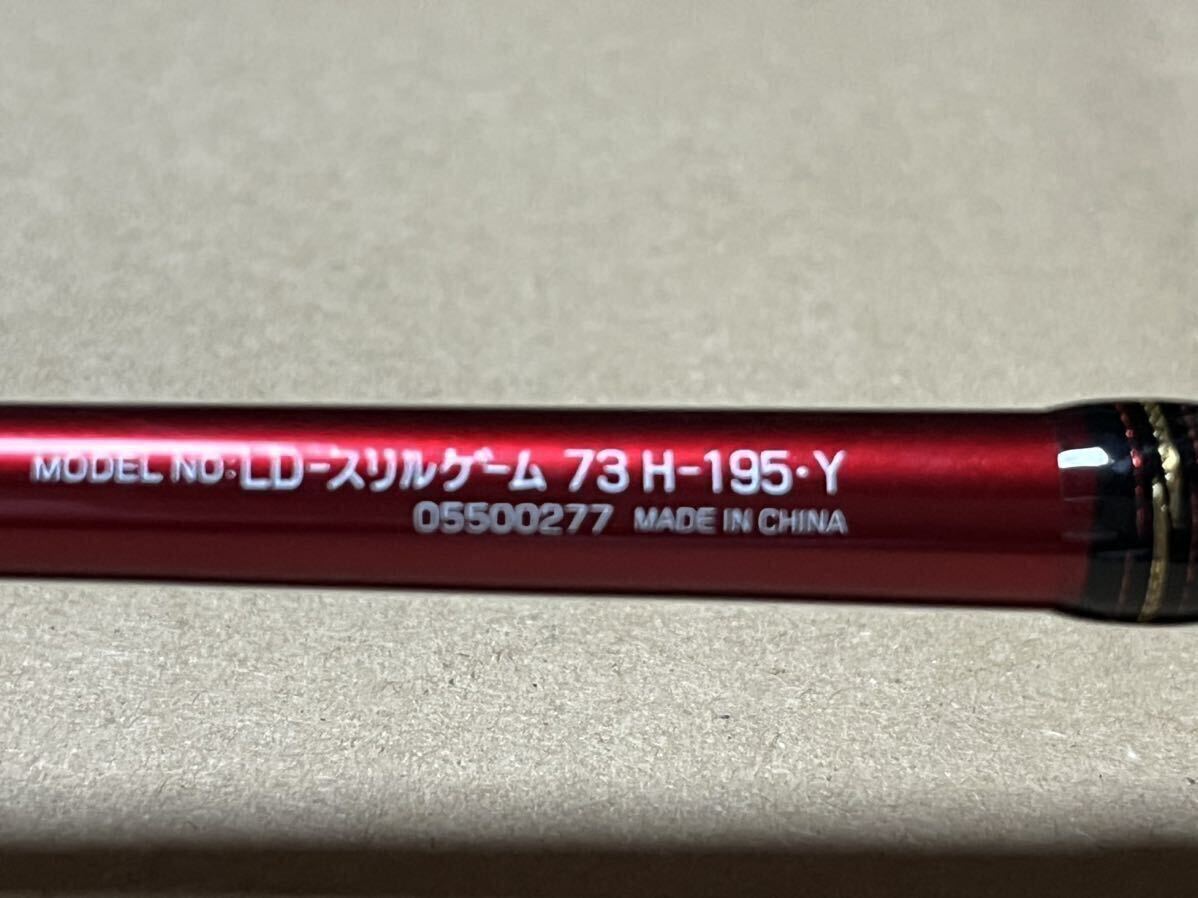 MODEL NO:LD-スリルゲーム 73 H-195・Y
05500277 MADE IN CHINA